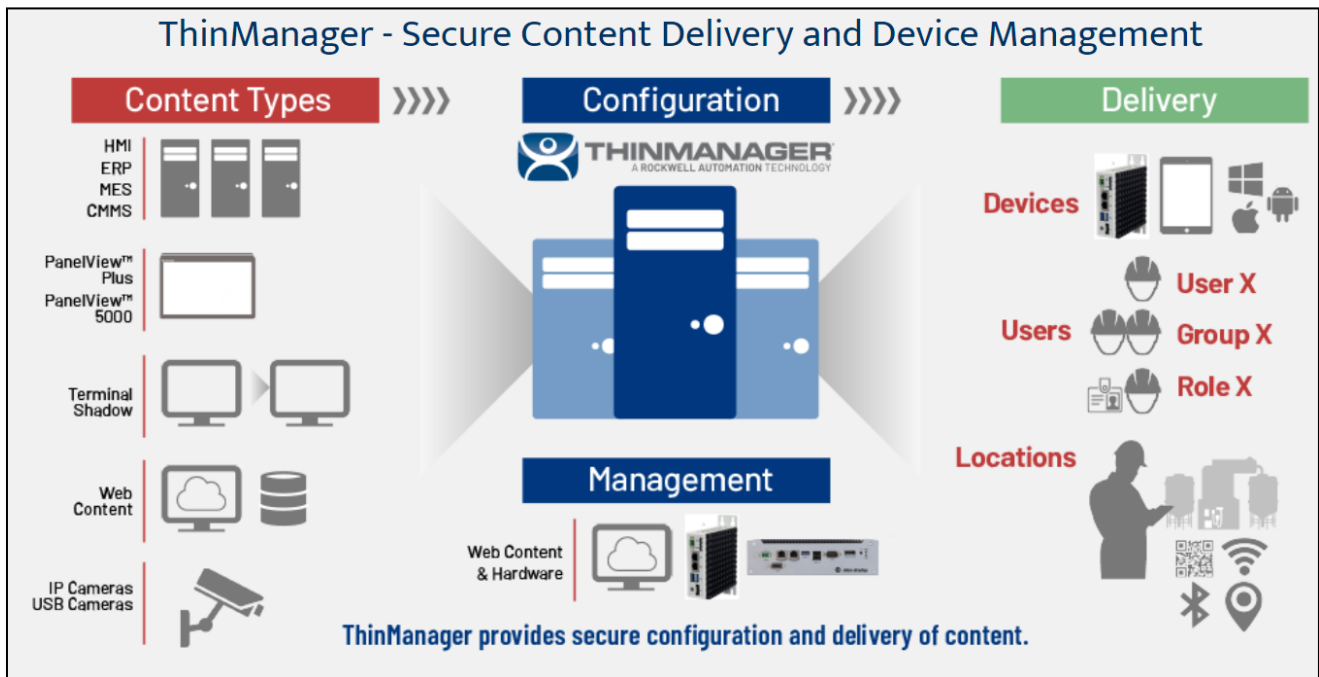 ThinManager - Secure Content Delivery and Device Management
Content Types
Configuration
Delivery
HMI
ERP
MES
CMMS
PanelView™
Plus
PanelView™
5000
Terminal
Shadow
Web
Content
IP Cameras
USB Cameras
THINMANAGER®
A ROCKWELL AUTOMATION TECHNOLOGY
Management
Web Content
& Hardware
Devices
Users
User X
Group X
Role X
Locations
ThinManager provides secure configuration and delivery of content.